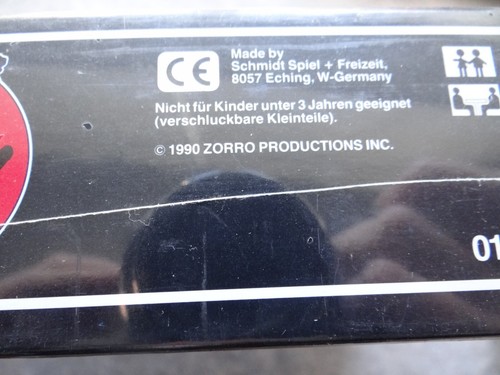 CE
Made by
Schmidt Spiel + Freizeit,
8057 Eching, W-Germany
Nicht für Kinder unter 3 Jahren geeignet
(verschluckbare Kleinteile).
© 1990 ZORRO PRODUCTIONS INC.
01